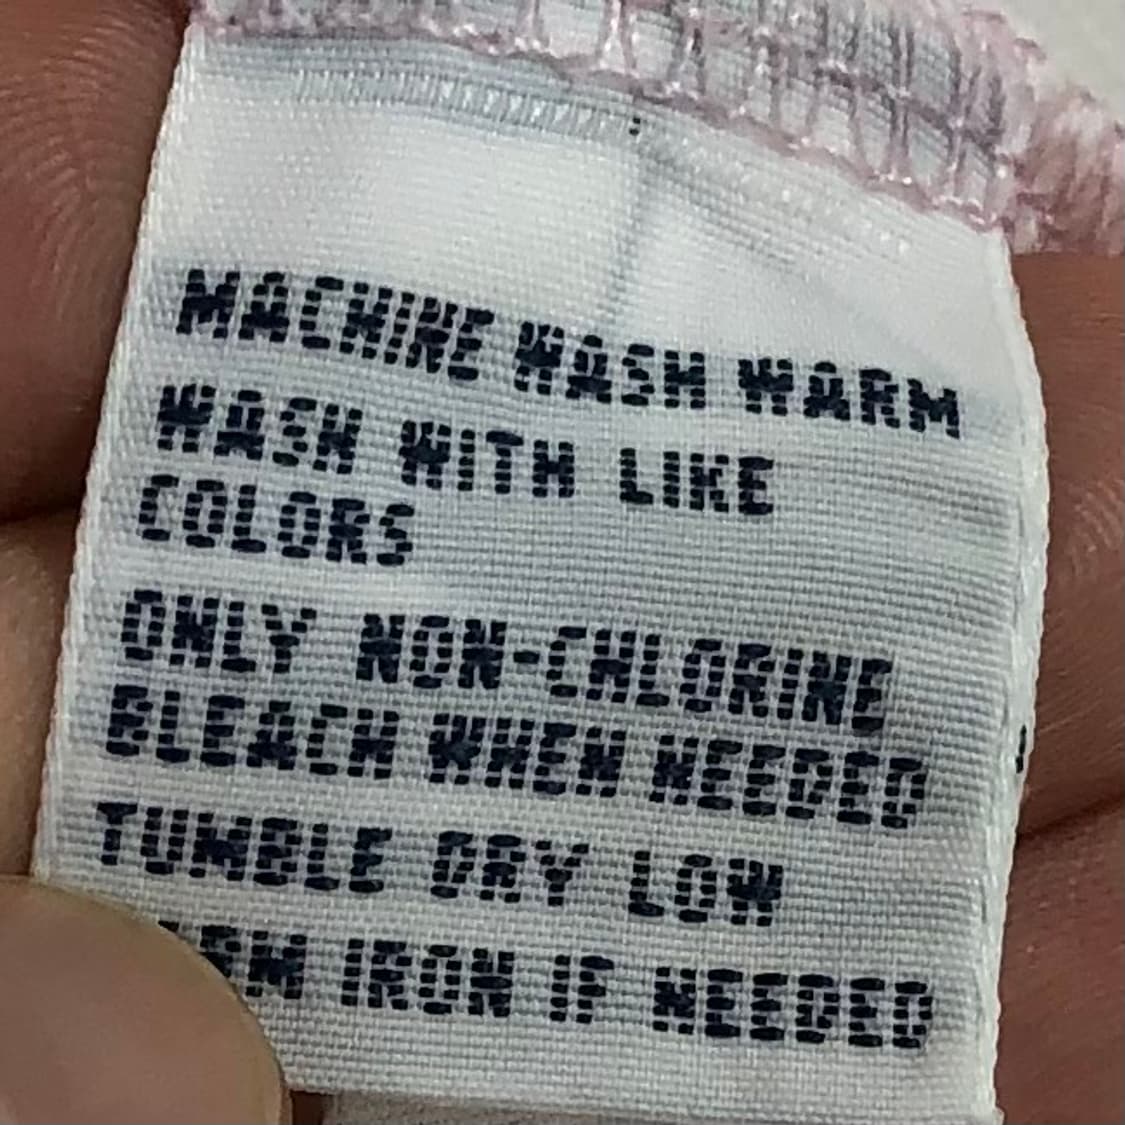 MACHINE WASH WARM
WASH WITH LIKE
COLORS
ONLY NON-CHLORINE
BLEACH WHEN NEEDED
TUMBLE DRY LOW
IRON IF NEEDED